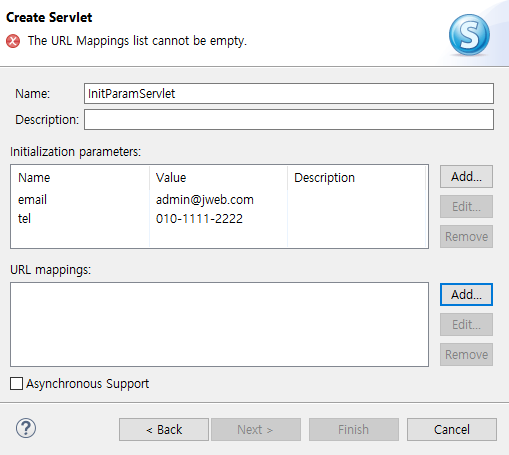 Create Servlet
The URL Mappings list cannot be empty.
S
Name: InitParamServlet
Description:
Initialization parameters:
Name Value Description
email admin@jweb.com
tel 010-1111-2222
Add...
Edit...
Remove
URL mappings:
Add...
Edit...
Remove
Asynchronous Support
? < Back Next > Finish Cancel